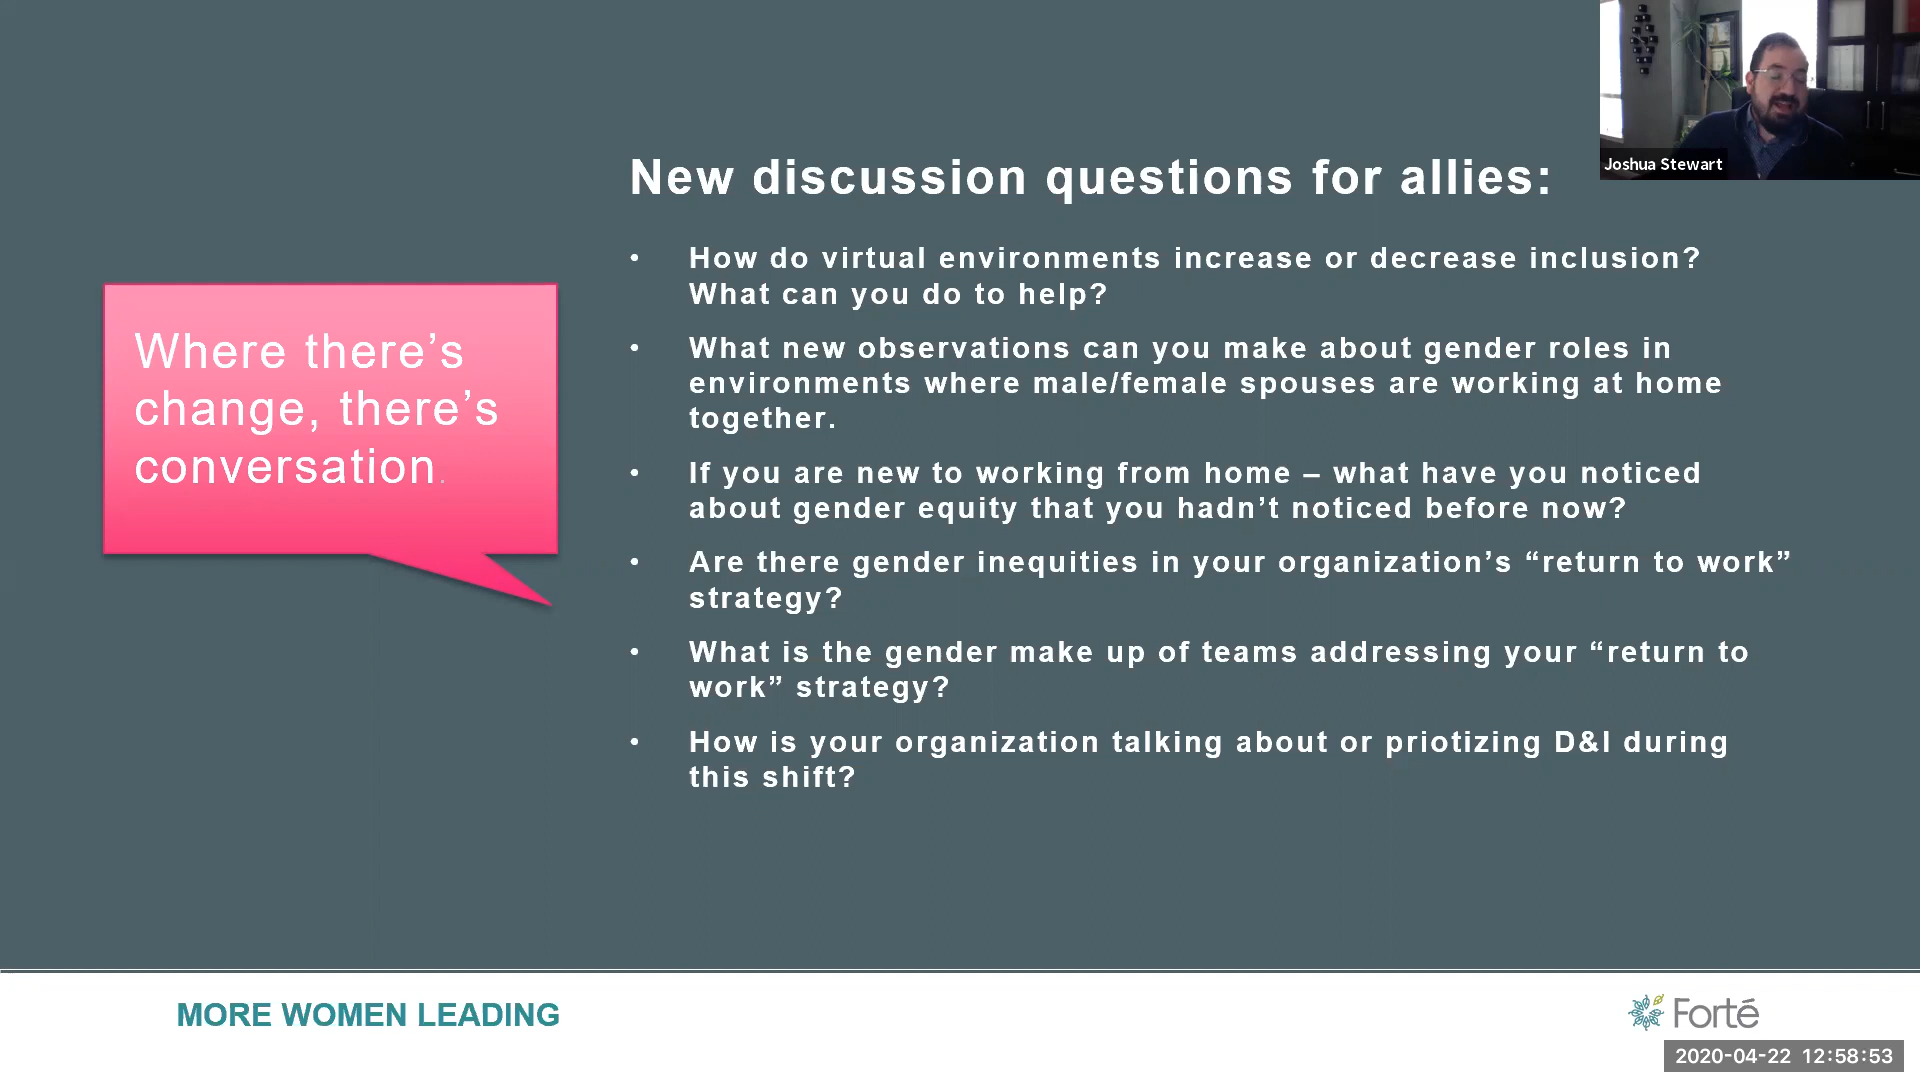 Joshua Stewart
New discussion questions for allies:
Where there’s
change, there’s
conversation.
• How do virtual environments increase or decrease inclusion?
What can you do to help?
• What new observations can you make about gender roles in
environments where male/female spouses are working at home
together.
• If you are new to working from home – what have you noticed
about gender equity that you hadn’t noticed before now?
• Are there gender inequities in your organization’s “return to work”
strategy?
• What is the gender make up of teams addressing your “return to
work” strategy?
• How is your organization talking about or priotizing D&I during
this shift?
MORE WOMEN LEADING
Forté
2020-04-22 12:58:53